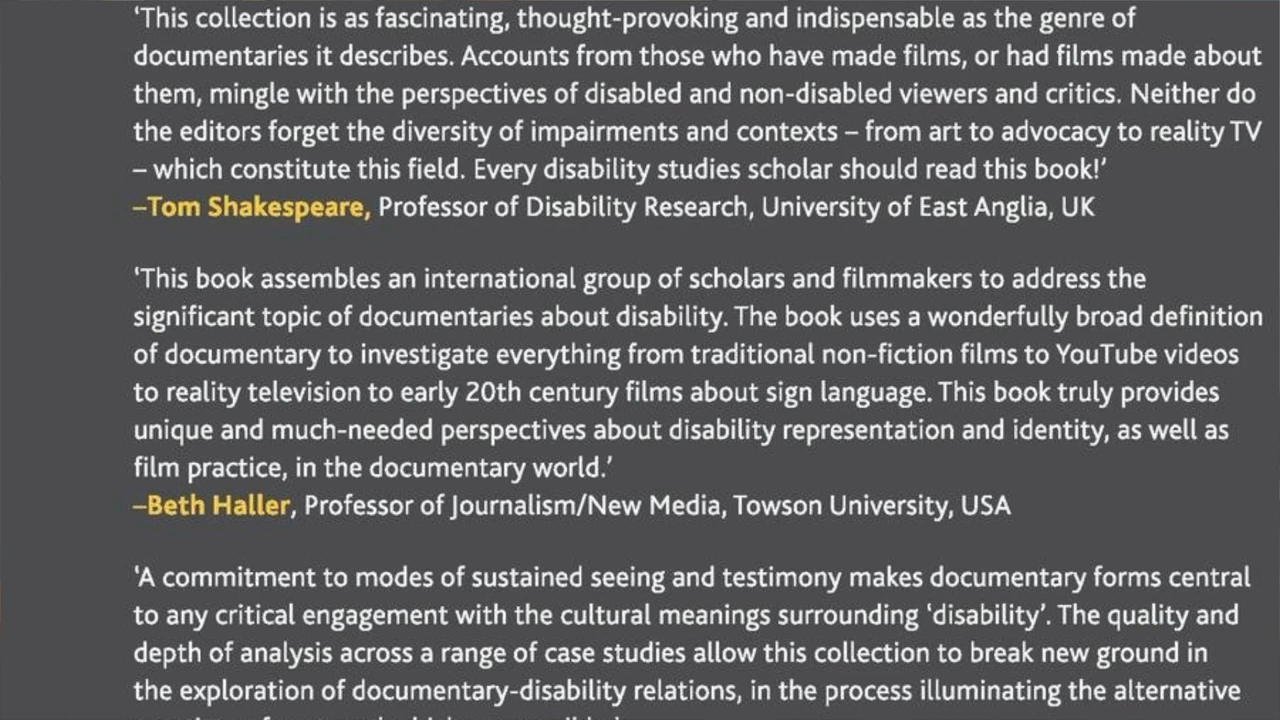 ‘This collection is as fascinating, thought-provoking and indispensable as the genre of
documentaries it describes. Accounts from those who have made films, or had films made about
them, mingle with the perspectives of disabled and non-disabled viewers and critics. Neither do
the editors forget the diversity of impairments and contexts – from art to advocacy to reality TV
– which constitute this field. Every disability studies scholar should read this book!’
–Tom Shakespeare, Professor of Disability Research, University of East Anglia, UK
‘This book assembles an international group of scholars and filmmakers to address the
significant topic of documentaries about disability. The book uses a wonderfully broad definition
of documentary to investigate everything from traditional non-fiction films to YouTube videos
to reality television to early 20th century films about sign language. This book truly provides
unique and much-needed perspectives about disability representation and identity, as well as
film practice, in the documentary world.’
–Beth Haller, Professor of Journalism/New Media, Towson University, USA
‘A commitment to modes of sustained seeing and testimony makes documentary forms central
to any critical engagement with the cultural meanings surrounding ‘disability’. The quality and
depth of analysis across a range of case studies allow this collection to break new ground in
the exploration of documentary-disability relations, in the process illuminating the alternative